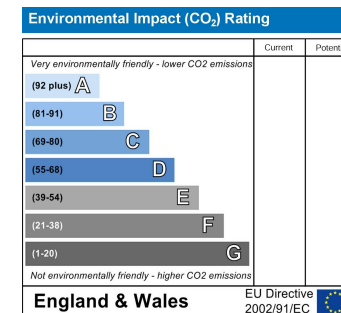 Environmental Impact (CO₂) Rating
Current Potent
Very environmentally friendly - lower CO2 emissions
(92 plus) A
(81-91) B
(69-80) C
(55-68) D
(39-54) E
(21-38) F
(1-20) G
Not environmentally friendly - higher CO2 emissions
England & Wales
EU Directive
2002/91/EC